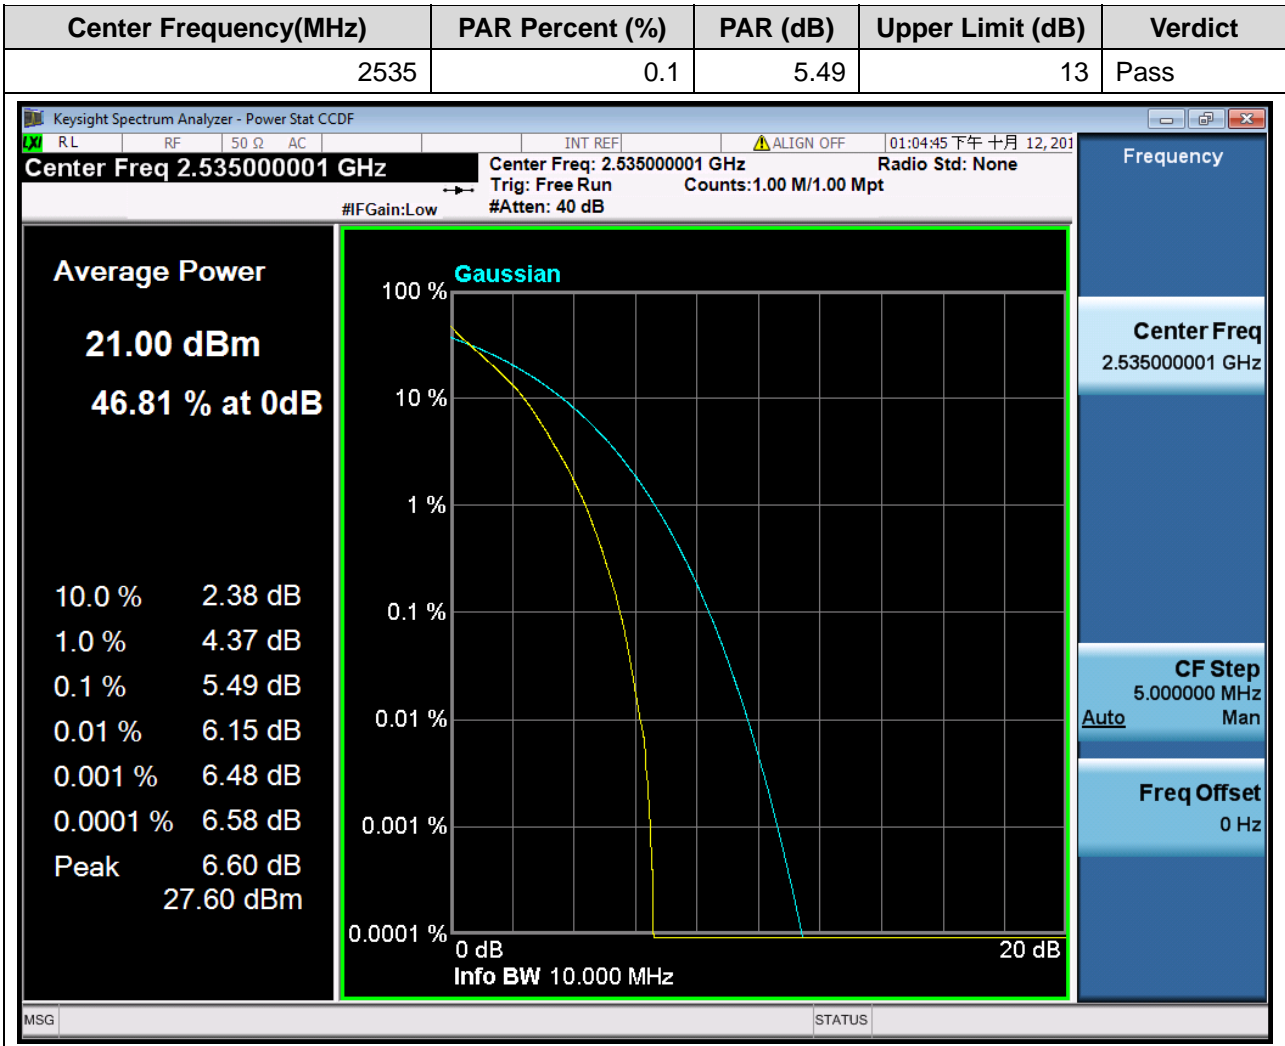 Center Frequency(MHz) PAR Percent (%) PAR (dB) Upper Limit (dB) Verdict
2535 0.1 5.49 13 Pass
Keysight Spectrum Analyzer - Power Stat CCDF
LXI RL RF 50 Ω AC INT REF ALIGN OFF 01:04:45 下午 十月 12, 201
Center Freq 2.535000001 GHz
Center Freq: 2.535000001 GHz Radio Std: None
Trig: Free Run Counts:1.00 M/1.00 Mpt
#IFGain:Low #Atten: 40 dB
Average Power
21.00 dBm
46.81 % at 0dB
10.0 % 2.38 dB
1.0 % 4.37 dB
0.1 % 5.49 dB
0.01 % 6.15 dB
0.001 % 6.48 dB
0.0001 % 6.58 dB
Peak 6.60 dB
27.60 dBm
Gaussian
100 %
10 %
1 %
0.1 %
0.01 %
0.001 %
0.0001 %
0 dB 20 dB
Info BW 10.000 MHz
Frequency
Center Freq
2.535000001 GHz
CF Step
5.000000 MHz
Auto Man
Freq Offset
0 Hz
MSG STATUS